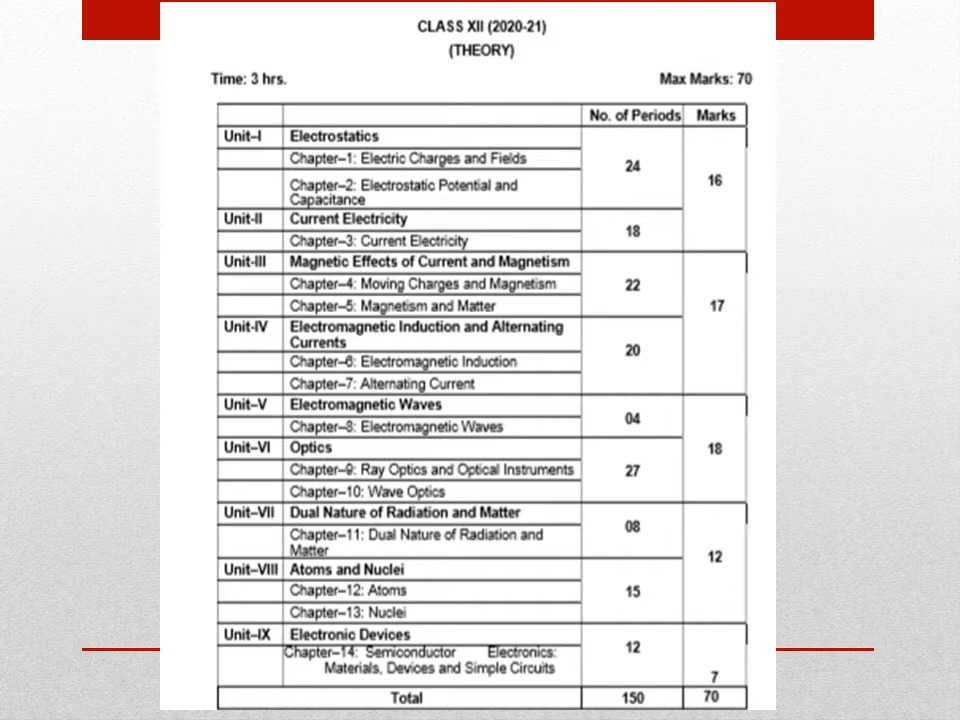 CLASS XII (2020-21)
(THEORY)
Time: 3 hrs. Max Marks: 70
No. of Periods Marks
Unit–I Electrostatics
Chapter–1: Electric Charges and Fields
24
16
Chapter–2: Electrostatic Potential and
Capacitance
Unit-II Current Electricity
18
Chapter–3: Current Electricity
Unit-III Magnetic Effects of Current and Magnetism
Chapter–4: Moving Charges and Magnetism
22
Chapter–5: Magnetism and Matter
17
Unit-IV Electromagnetic Induction and Alternating
Currents
20
Chapter–6: Electromagnetic Induction
Chapter–7: Alternating Current
Unit–V Electromagnetic Waves
04
Chapter–8: Electromagnetic Waves
Unit–VI Optics
18
Chapter–9: Ray Optics and Optical Instruments
27
Chapter–10: Wave Optics
Unit–VII Dual Nature of Radiation and Matter
08
Chapter–11: Dual Nature of Radiation and
Matter
12
Unit–VIII Atoms and Nuclei
Chapter–12: Atoms
15
Chapter–13: Nuclei
Unit–IX Electronic Devices
12
Chapter–14: Semiconductor Electronics:
Materials, Devices and Simple Circuits
7
Total 150 70